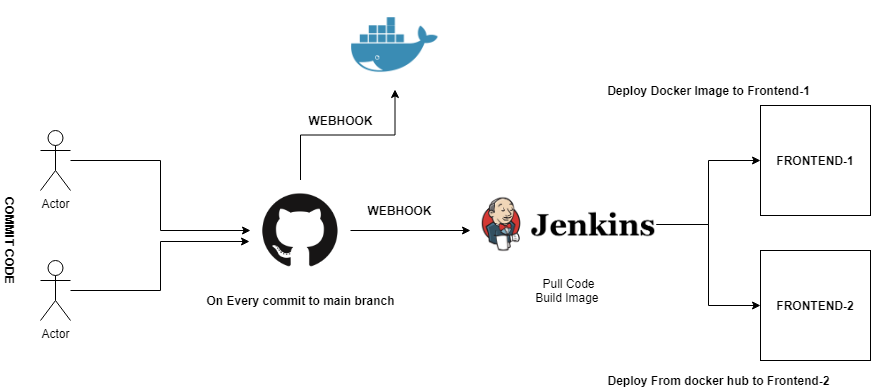 Deploy Docker Image to Frontend-1
WEBHOOK
FRONTEND-1
COMMIT CODE
Actor
WEBHOOK
Jenkins
Pull Code
Build Image
On Every commit to main branch
FRONTEND-2
Actor
Deploy From docker hub to Frontend-2